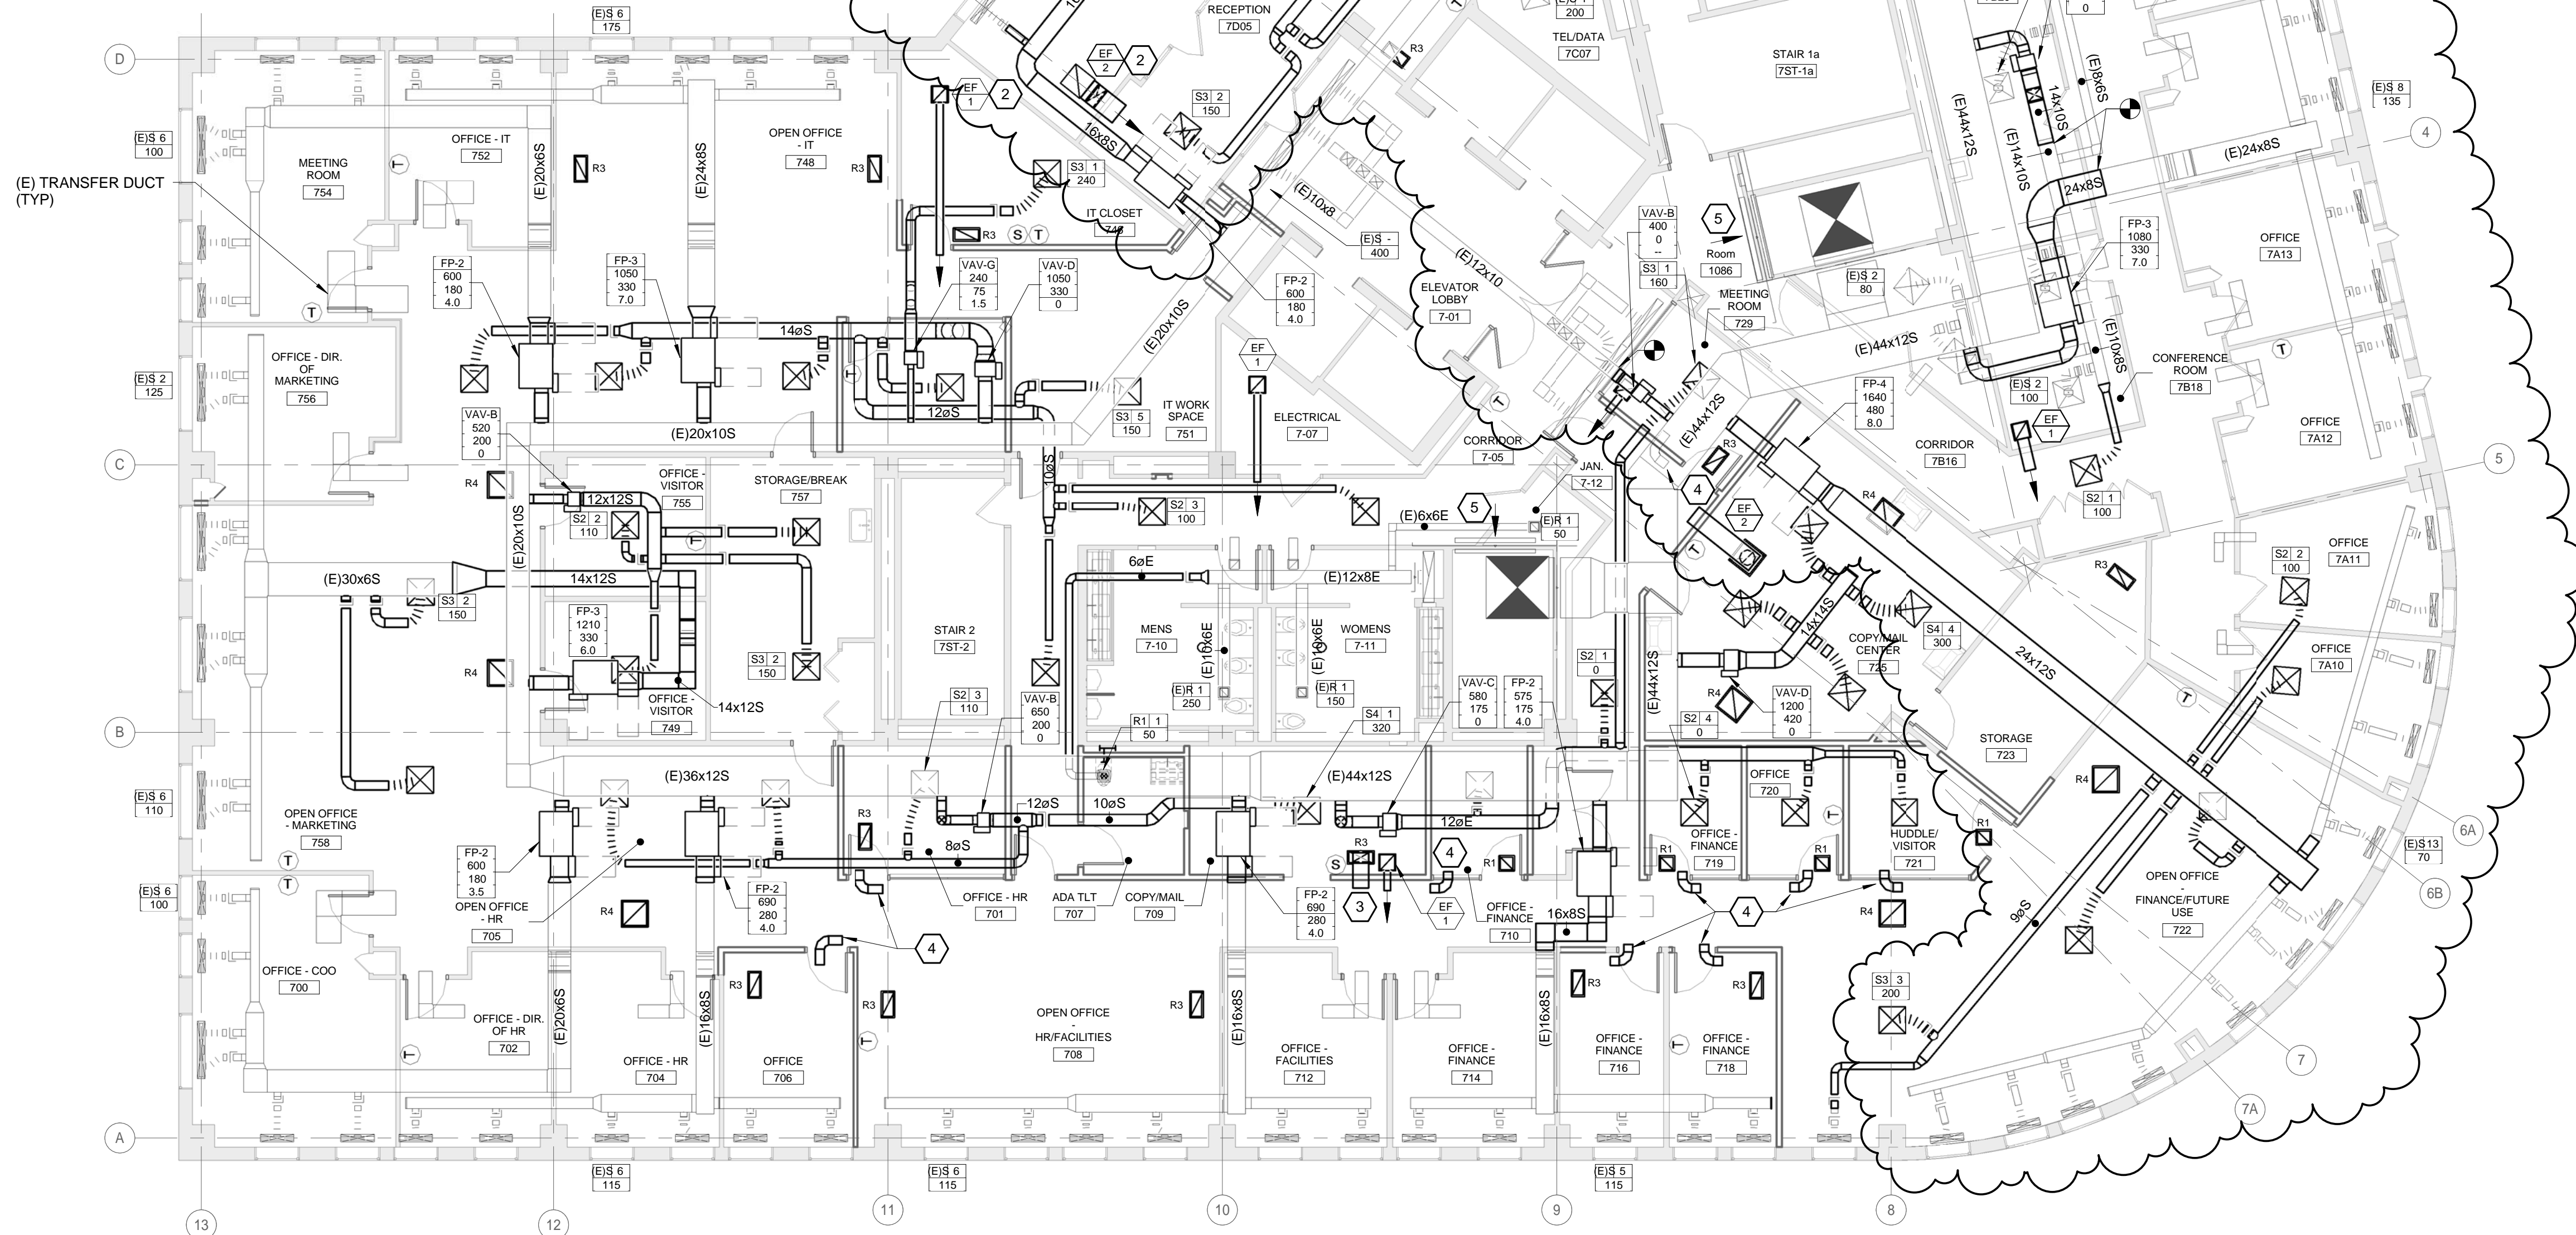 (E)S 6
175
RECEPTION
7D05
(E)S 1
200
TEL/DATA
7C07
R3
STAIR 1a
7ST-1a
0
D
EF
2
2
EF
1
2
S3 2
150
16x8S
(E)S 8
135
4
(E)8x6S
14x10S
(E)44x12S
(E)14x10S
(E)24x8S
24x8S
(E)S 6
100
OFFICE - IT
752
OPEN OFFICE
- IT
748
MEETING
ROOM
754
T
(E)20x6S
(E)24x8S
R3
R3
S3 1
240
(E) TRANSFER DUCT
(TYP)
IT CLOSET
746
R3
S
T
(E)10x8
(E)S -
400
VAV-B
400
0
--
S3 1
160
5
Room
1086
(E)S 2
80
FP-3
1080
330
7.0
OFFICE
7A13
FP-2
600
180
4.0
FP-3
1050
330
7.0
VAV-G
240
75
1.5
VAV-D
1050
330
0
FP-2
600
180
4.0
ELEVATOR
LOBBY
7-01
(E)12x10
MEETING
ROOM
729
T
14øS
(E)20x10S
EF
1
(E)44x12S
(E)10x8S
T
OFFICE - DIR.
OF
MARKETING
756
(E)S 2
125
T
CONFERENCE
ROOM
7B18
(E)S 2
100
FP-4
1640
480
8.0
VAV-B
520
200
0
12øS
S3 5
150
IT WORK
SPACE
751
ELECTRICAL
7-07
T
(E)44x12S
EF
1
OFFICE
7A12
(E)20x10S
CORRIDOR
7-05
CORRIDOR
7B16
R3
C
5
OFFICE -
VISITOR
755
STORAGE/BREAK
757
10øS
JAN.
7-12
R4
12x12S
4
R4
S2 1
100
S2 2
110
S2 3
100
5
(E)6x6E
(E)R 1
50
EF
2
T
(E)20x10S
T
OFFICE
7A11
S2 2
100
(E)30x6S
14x12S
6øE
(E)12x8E
R3
S3 2
150
FP-3
1210
330
6.0
14x14S
STAIR 2
7ST-2
MENS
7-10
(E)10x6E
(E)10x6E
WOMENS
7-11
COPY/MAIL
CENTER
725
S4 4
300
OFFICE
7A10
24x12S
S3 2
150
S2 1
0
(E)44x12S
R4
OFFICE -
VISITOR
749
14x12S
S2 3
110
VAV-B
650
200
0
(E)R 1
250
(E)R 1
150
VAV-C
580
175
0
FP-2
575
175
4.0
R4
VAV-D
1200
420
0
T
R1 1
50
S4 1
320
S2 4
0
STORAGE
723
B
(E)36x12S
(E)44x12S
OFFICE
720
R4
(E)S 6
110
OPEN OFFICE
- MARKETING
758
12øS
10øS
12øE
T
R3
OFFICE -
FINANCE
719
HUDDLE/
VISITOR
721
R1
6A
(E)S 13
70
T
T
FP-2
600
180
3.5
8øS
S
R3
4
R1
R1
R1
6B
(E)S 6
100
OPEN OFFICE
- HR
705
R4
FP-2
690
280
4.0
OFFICE - HR
701
ADA TLT
707
COPY/MAIL
709
FP-2
690
280
4.0
3
EF
1
OFFICE -
FINANCE
710
16x8S
4
R4
OPEN OFFICE
-
FINANCE/FUTURE
USE
722
9øS
4
OFFICE - COO
700
R3
R3
R3
R3
R3
S3 3
200
OFFICE - DIR.
OF HR
702
(E)20x6S
(E)16x8S
OPEN OFFICE
-
HR/FACILITIES
708
(E)16x8S
(E)16x8S
T
OFFICE - HR
704
OFFICE
706
T
OFFICE -
FACILITIES
712
OFFICE -
FINANCE
714
OFFICE -
FINANCE
716
T
OFFICE -
FINANCE
718
7
7A
A
(E)S 6
115
(E)S 6
115
(E)S 5
115
13
12
11
10
9
8